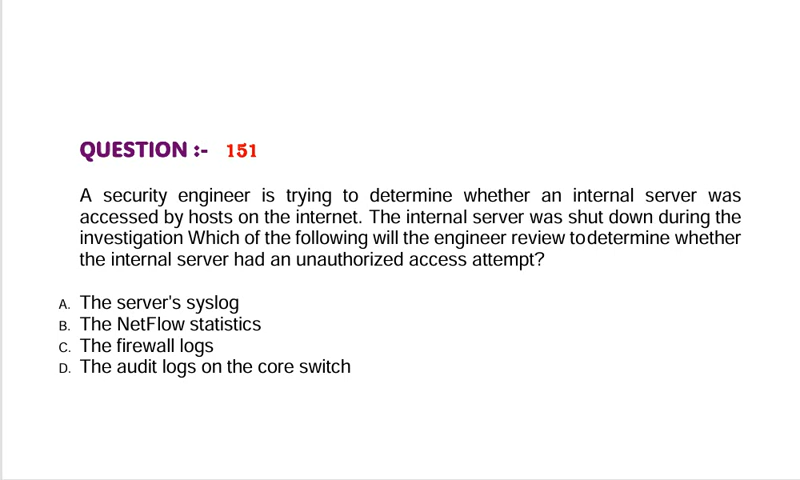 QUESTION :- 151
A security engineer is trying to determine whether an internal server was
accessed by hosts on the internet. The internal server was shut down during the
investigation Which of the following will the engineer review todetermine whether
the internal server had an unauthorized access attempt?
A. The server's syslog
B. The NetFlow statistics
C. The firewall logs
D. The audit logs on the core switch